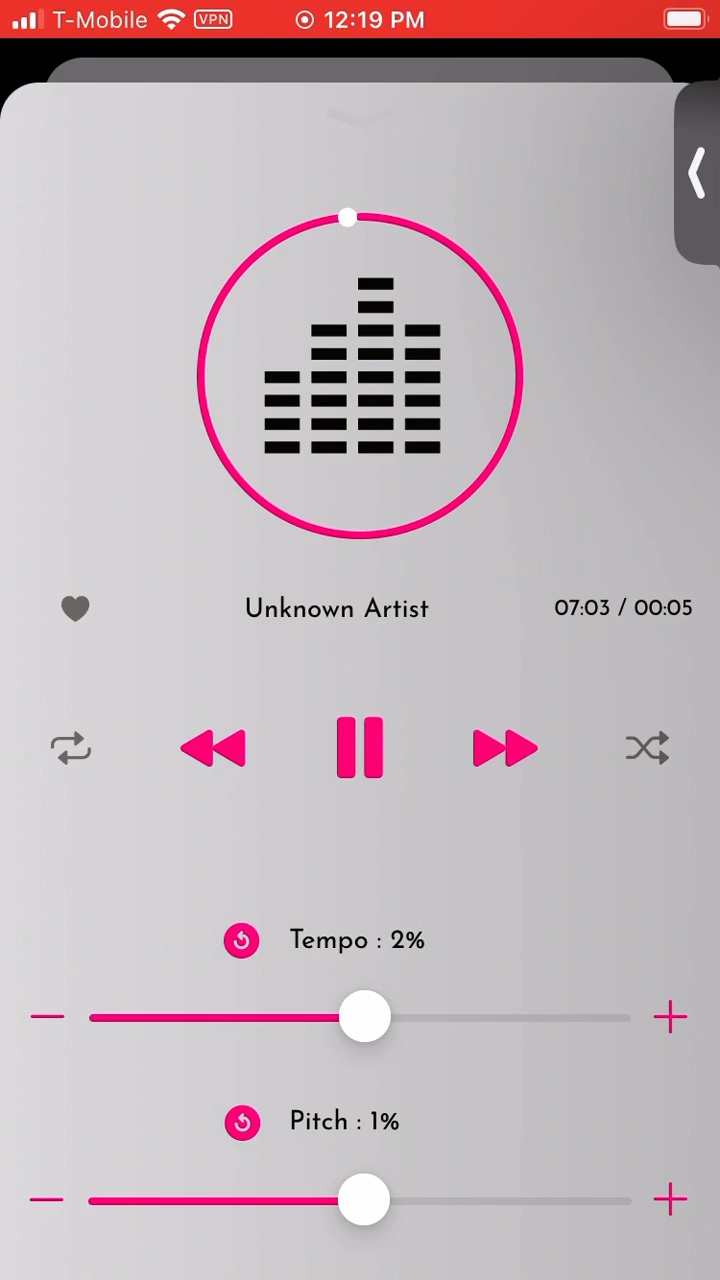 T-Mobile VPN 12:19 PM
Unknown Artist 07:03 / 00:05
Tempo : 2%
Pitch : 1%